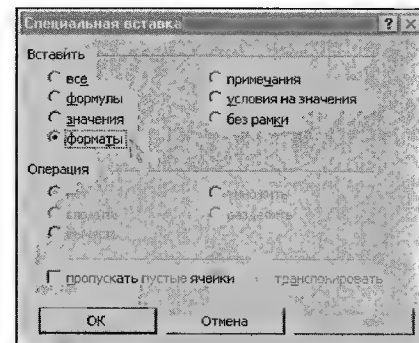 Специальная вставка
Вставить
все
примечания
формулы
условия на значения
значения
без рамки
форматы
Операция
разделить
пропускать пустые ячейки
транспонировать
ОК
Отмена